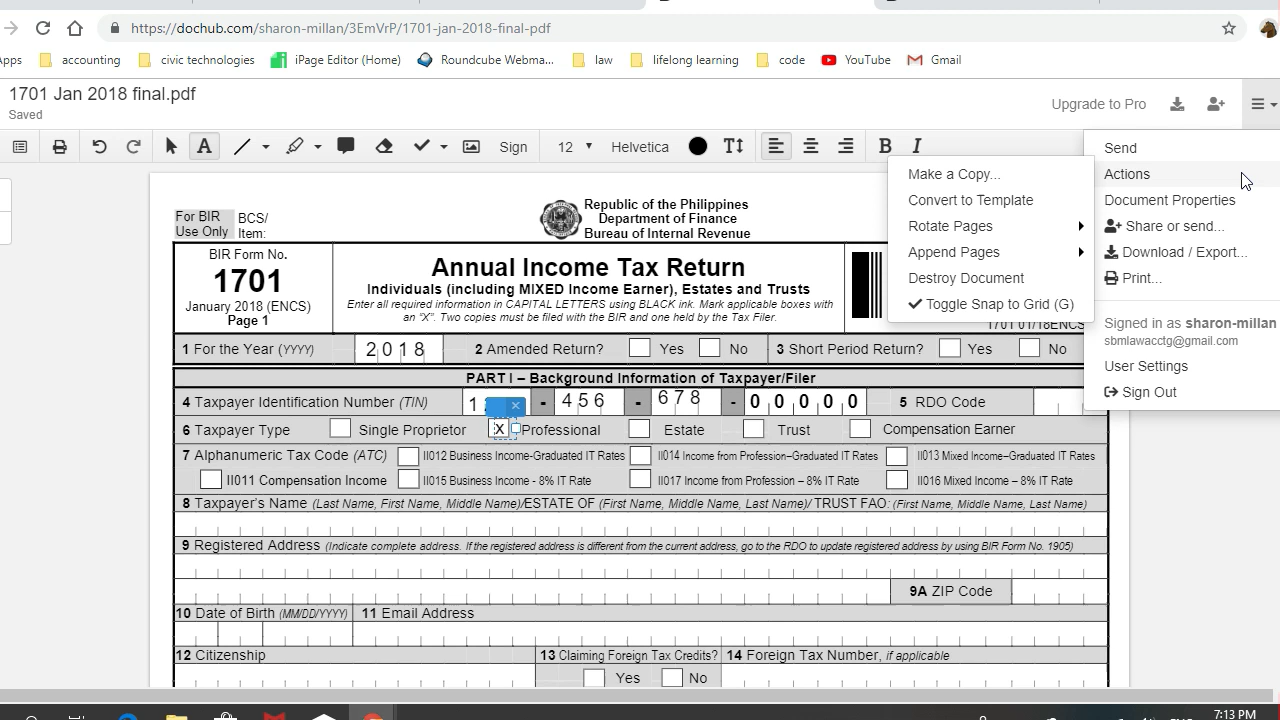 https://dochub.com/sharon-millan/3EmVrP/1701-jan-2018-final-pdf
accounting civic technologies iPage Editor (Home) Roundcube Webma... law lifelong learning code YouTube Gmail
1701 Jan 2018 final.pdf
Saved
Upgrade to Pro
A Sign 12 Helvetica B I
Send
Actions
Document Properties
Share or send...
Download / Export...
Print...
Signed in as sharon-millan
sbmlawacctg@gmail.com
User Settings
Sign Out
Make a Copy...
Convert to Template
Rotate Pages
Append Pages
Destroy Document
Toggle Snap to Grid (G)
For BIR Use Only
BCS/ Item:
Republic of the Philippines
Department of Finance
Bureau of Internal Revenue
BIR Form No.
1701
January 2018 (ENCS)
Page 1
Annual Income Tax Return
Individuals (including MIXED Income Earner), Estates and Trusts
Enter all required information in CAPITAL LETTERS using BLACK ink. Mark applicable boxes with
an “X”. Two copies must be filed with the BIR and one held by the Tax Filer.
1701 01/18ENCS
1 For the Year (YYYY) 2018 2 Amended Return? Yes No 3 Short Period Return? Yes No
PART I – Background Information of Taxpayer/Filer
4 Taxpayer Identification Number (TIN) 1 - 456 - 678 - 0 0 0 0 0 5 RDO Code
6 Taxpayer Type Single Proprietor X Professional Estate Trust Compensation Earner
7 Alphanumeric Tax Code (ATC) II012 Business Income-Graduated IT Rates II014 Income from Profession–Graduated IT Rates II013 Mixed Income–Graduated IT Rates
II011 Compensation Income II015 Business Income - 8% IT Rate II017 Income from Profession – 8% IT Rate II016 Mixed Income – 8% IT Rate
8 Taxpayer's Name (Last Name, First Name, Middle Name)/ESTATE OF (First Name, Middle Name, Last Name)/ TRUST FAO: (First Name, Middle Name, Last Name)
9 Registered Address (Indicate complete address. If the registered address is different from the current address, go to the RDO to update registered address by using BIR Form No. 1905)
9A ZIP Code
10 Date of Birth (MM/DD/YYYY) 11 Email Address
12 Citizenship 13 Claiming Foreign Tax Credits? 14 Foreign Tax Number, if applicable
Yes No
7:13 PM